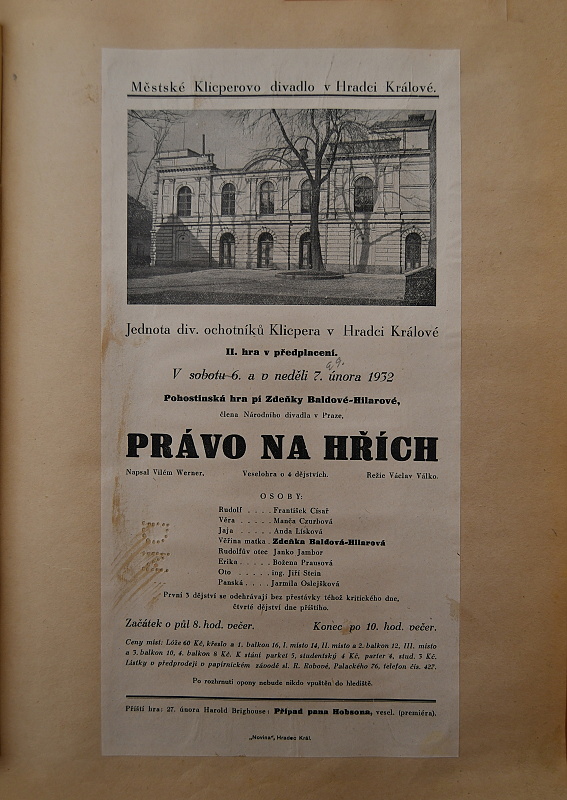 Městské Klicperovo divadlo v Hradci Králové.
Jednota div. ochotníků Klicpera v Hradci Králové
II. hra v předplacení.
V sobotu 6. a v neděli 7. února 1932
Pohostinská hra pí Zdeňky Baldové-Hilarové,
člena Národního divadla v Praze,
PRÁVO NA HŘÍCH
Napsal Vilém Werner. Veselohra o 4 dějstvích. Režie Václav Válko.
OSOBY:
Rudolf . . . . František Císař
Věra . . . . . Manča Czurbová
Jaja . . . . . Anda Lísková
Věřina matka . Zdeňka Baldová-Hilarová
Rudolfův otec Janko Jambor
Erika . . . . . Božena Prausová
Oto . . . . . ing. Jiří Stein
Panská . . . . Jarmila Oslejšková
První 3 dějství se odehrávají bez přestávky téhož kritického dne,
čtvrté dějství dne příštího.
Začátek o půl 8. hod. večer. Konec po 10. hod. večer.
Ceny míst: Lóže 60 Kč, křeslo a 1. balkon 16, I. místo 14, II. místo a 2. balkon 12, III. místo
a 3. balkon 10, 4. balkon 8 Kč. K stání parket 5, studentský 4 Kč, parter 4, stud. 3 Kč.
Lístky v předprodeji v papírnickém závodě sl. R. Rabové, Palackého 76, telefon čís. 427.
Po rozhrnutí opony nebude nikdo vpuštěn do hlediště.
Příští hra: 27. února Harold Brighouse: Případ pana Hobsona, vesel. (premiéra).
„Novina", Hradec Král.